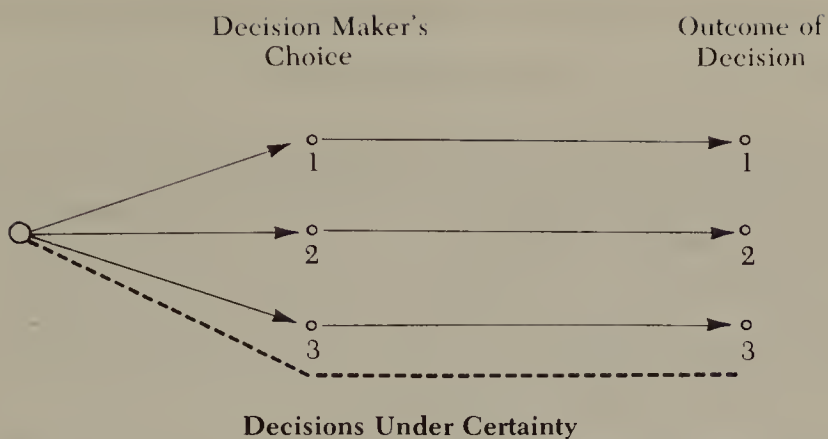 Decision Maker's
Choice
Outcome of
Decision
1
1
2
2
3
3
Decisions Under Certainty